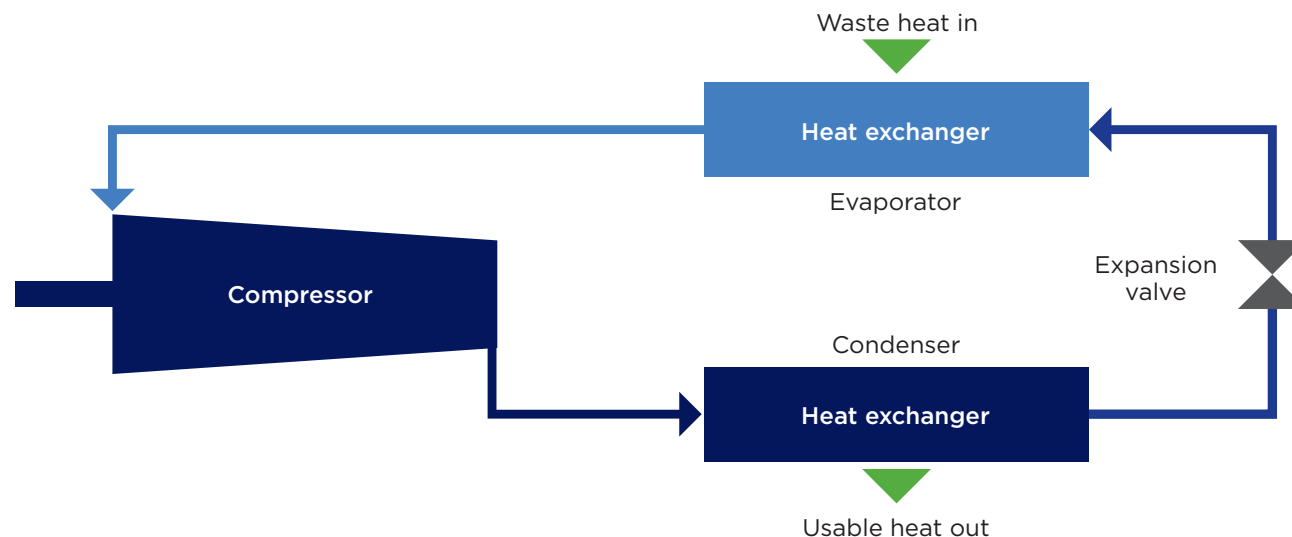 Waste heat in
Heat exchanger
Evaporator
Compressor
Expansion
valve
Condenser
Heat exchanger
Usable heat out